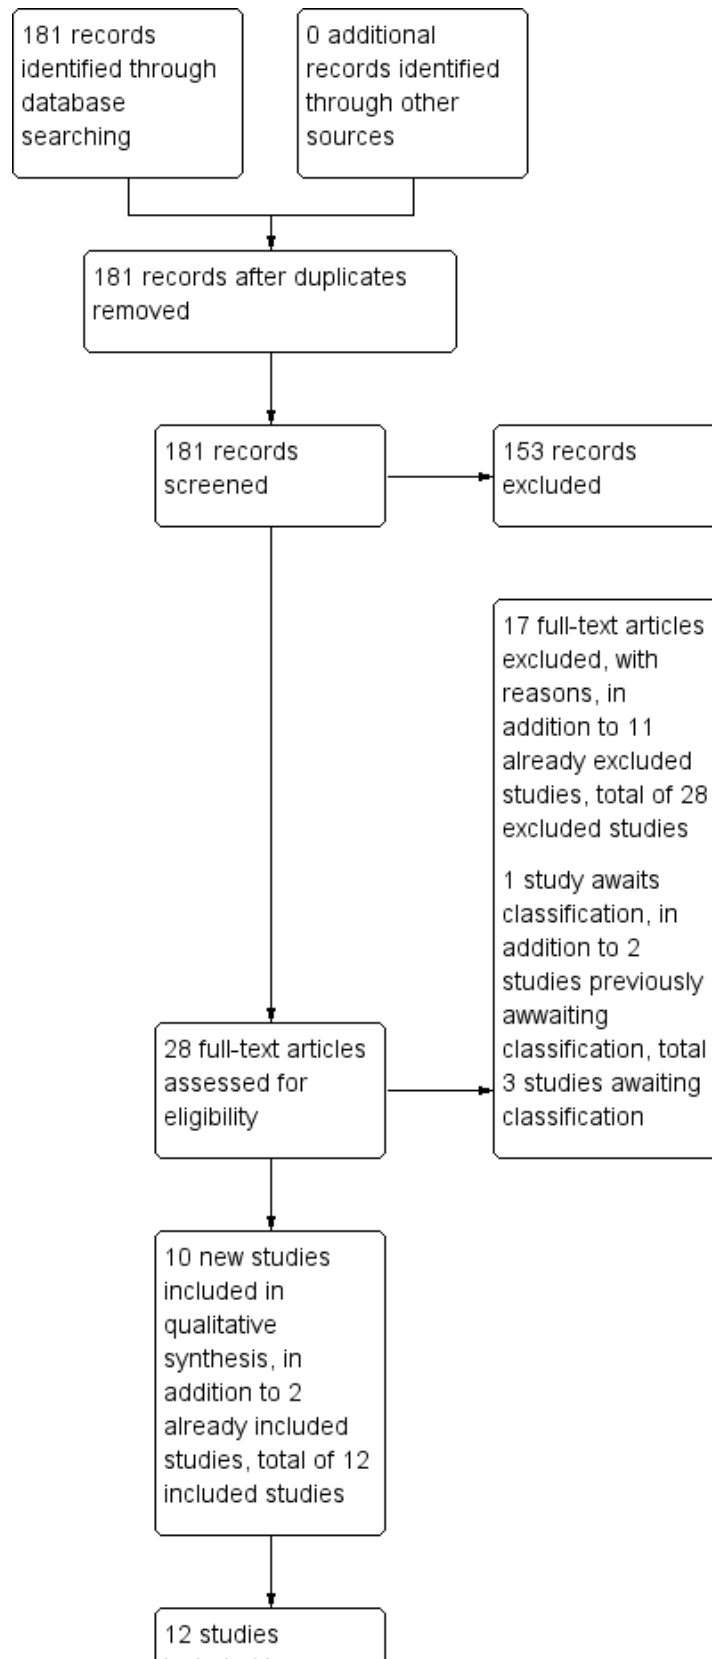 181 records
identified through
database
searching
0 additional
records identified
through other
sources
181 records after duplicates
removed
181 records
screened
153 records
excluded
17 full-text articles
excluded, with
reasons, in
addition to 11
already excluded
studies, total of 28
excluded studies
1 study awaits
classification, in
addition to 2
studies previously
awwaiting
classification, total
3 studies awaiting
classification
28 full-text articles
assessed for
eligibility
10 new studies
included in
qualitative
synthesis, in
addition to 2
already included
studies, total of 12
included studies
12 studies